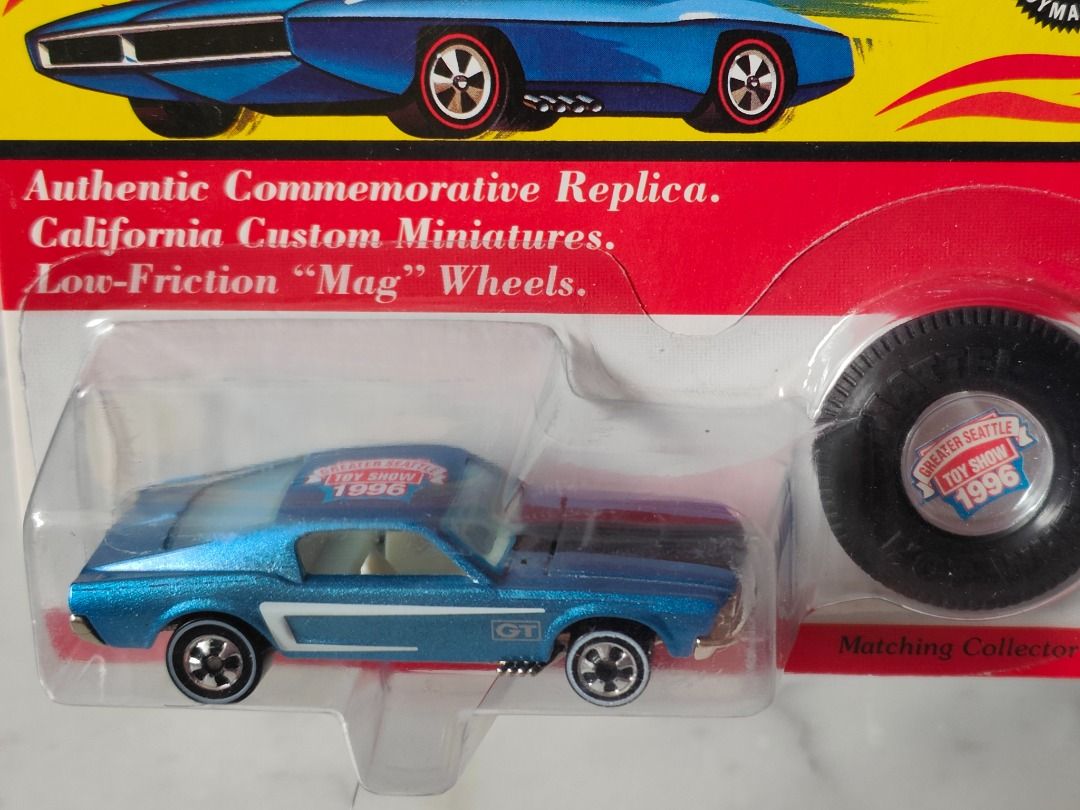 Authentic Commemorative Replica.
California Custom Miniatures.
Low-Friction “Mag” Wheels.
GREATER SEATTLE
TOY SHOW
1996
GT
MATTEL
GREATER SEATTLE
TOY SHOW
1996
Matching Collector